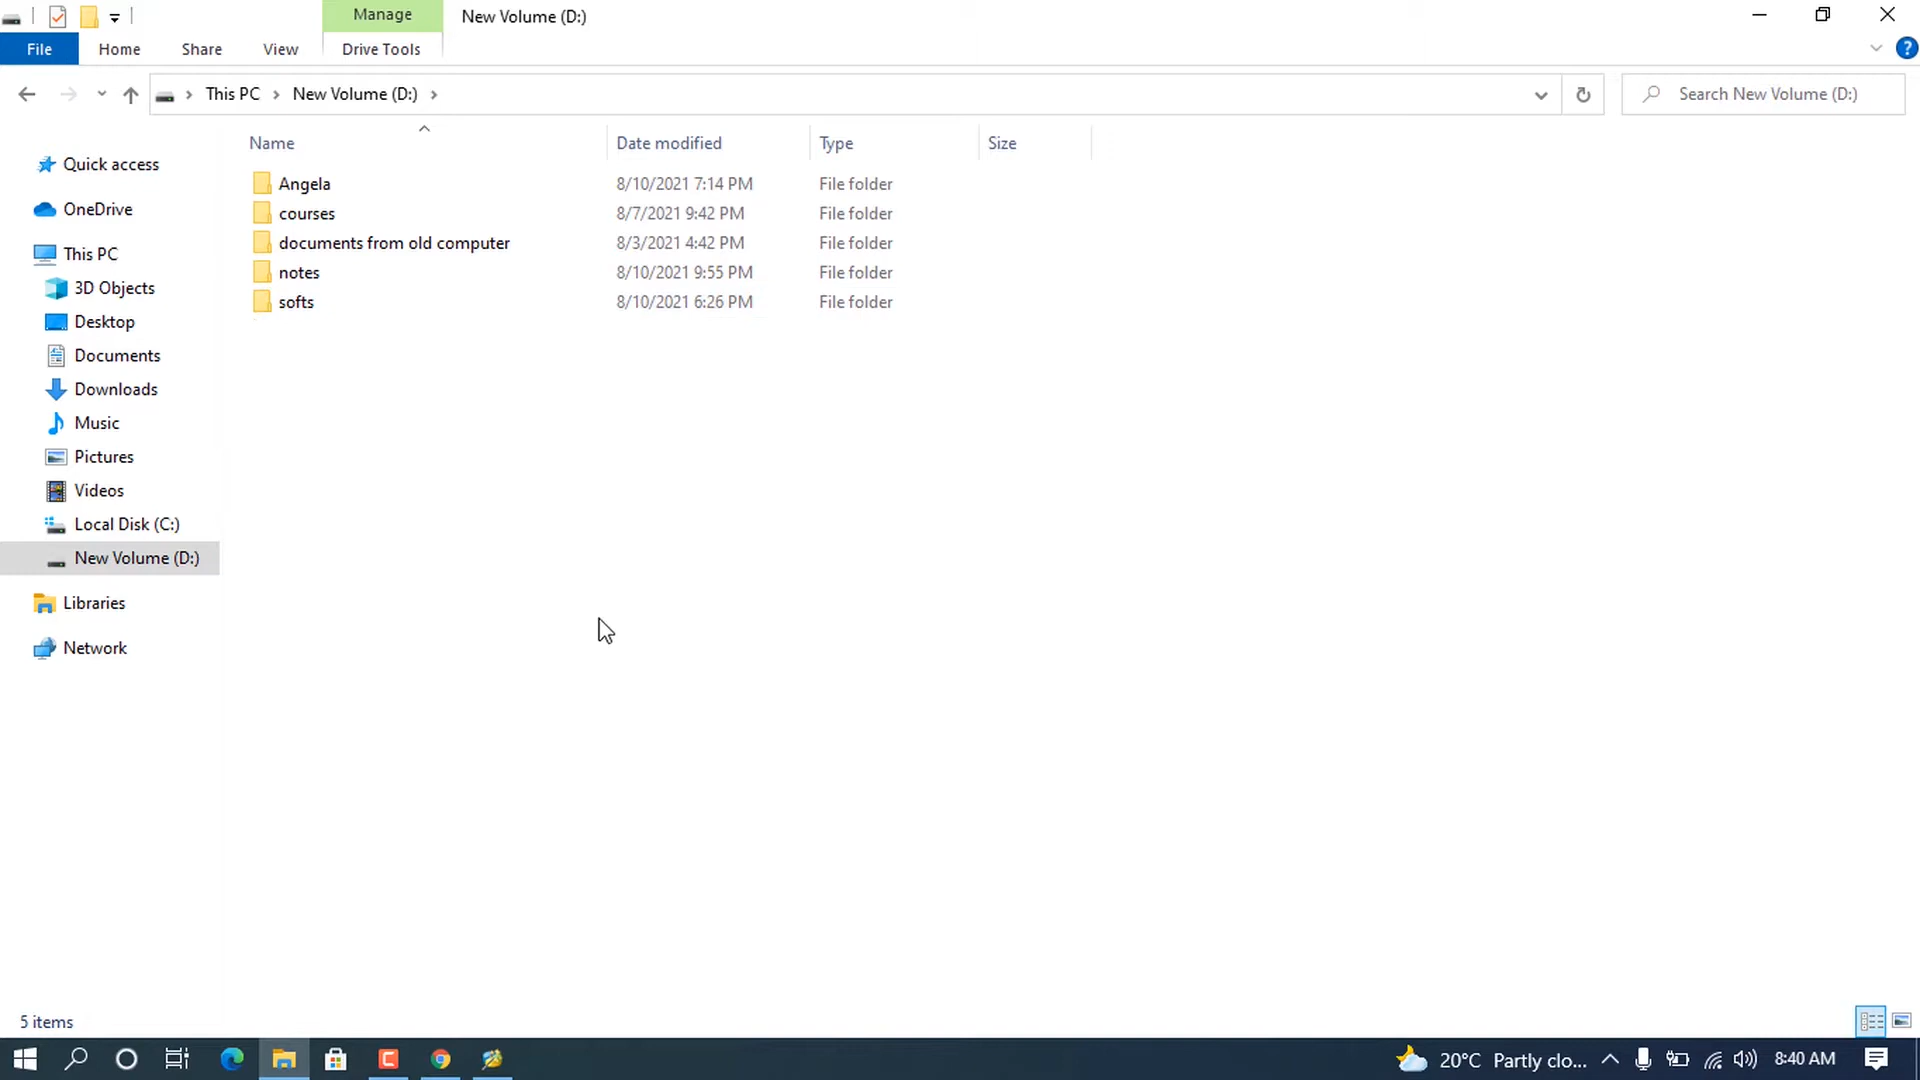 Manage New Volume (D:)
File Home Share View Drive Tools
This PC New Volume (D:) Search New Volume (D:)
Name Date modified Type Size
Quick access
OneDrive
This PC
3D Objects
Desktop
Documents
Downloads
Music
Pictures
Videos
Local Disk (C:)
New Volume (D:)
Libraries
Network
Angela 8/10/2021 7:14 PM File folder
courses 8/7/2021 9:42 PM File folder
documents from old computer 8/3/2021 4:42 PM File folder
notes 8/10/2021 9:55 PM File folder
softs 8/10/2021 6:26 PM File folder
5 items
20°C Partly clo... 8:40 AM